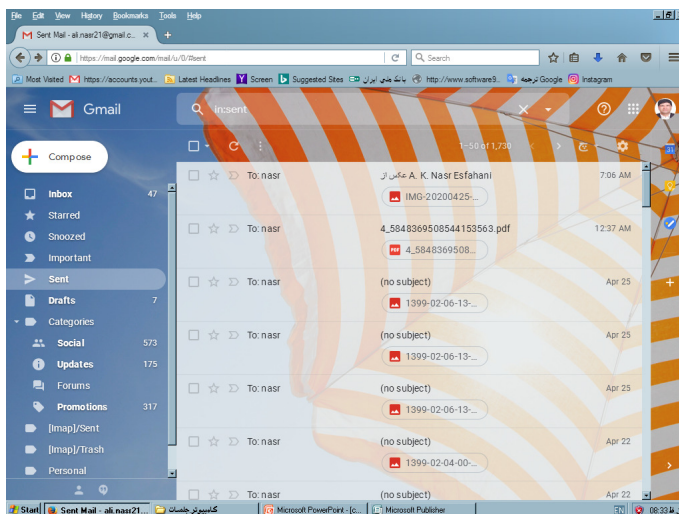 File Edit View History Bookmarks Tools Help
Sent Mail - ali.nasr21@gmail.c... × +
https://mail.google.com/mail/u/0/#sent Search
Most Visited https://accounts.yout... Latest Headlines Screen Suggested Sites بانک ملی ایران http://www.software9... ترجمه Google Instagram
Gmail in:sent
Compose 1–50 of 1,730
Inbox 47
Starred
Snoozed
Important
Sent
Drafts 7
Categories
Social 573
Updates 175
Forums
Promotions 317
[Imap]/Sent
[Imap]/Trash
Personal
To: nasr عکس از A. K. Nasr Esfahani 7:06 AM
IMG-20200425-...
To: nasr 4_5848369508544153563.pdf 12:37 AM
PDF 4_5848369508...
To: nasr (no subject) Apr 25
1399-02-06-13-...
To: nasr (no subject) Apr 25
1399-02-06-13-...
To: nasr (no subject) Apr 25
1399-02-06-13-...
To: nasr (no subject) Apr 22
1399-02-04-00-...
To: nasr (no subject) Apr 22
31
Start Sent Mail - ali.nasr21... کامپیوتر جلسات Microsoft PowerPoint - [c... Microsoft Publisher EN 08:33